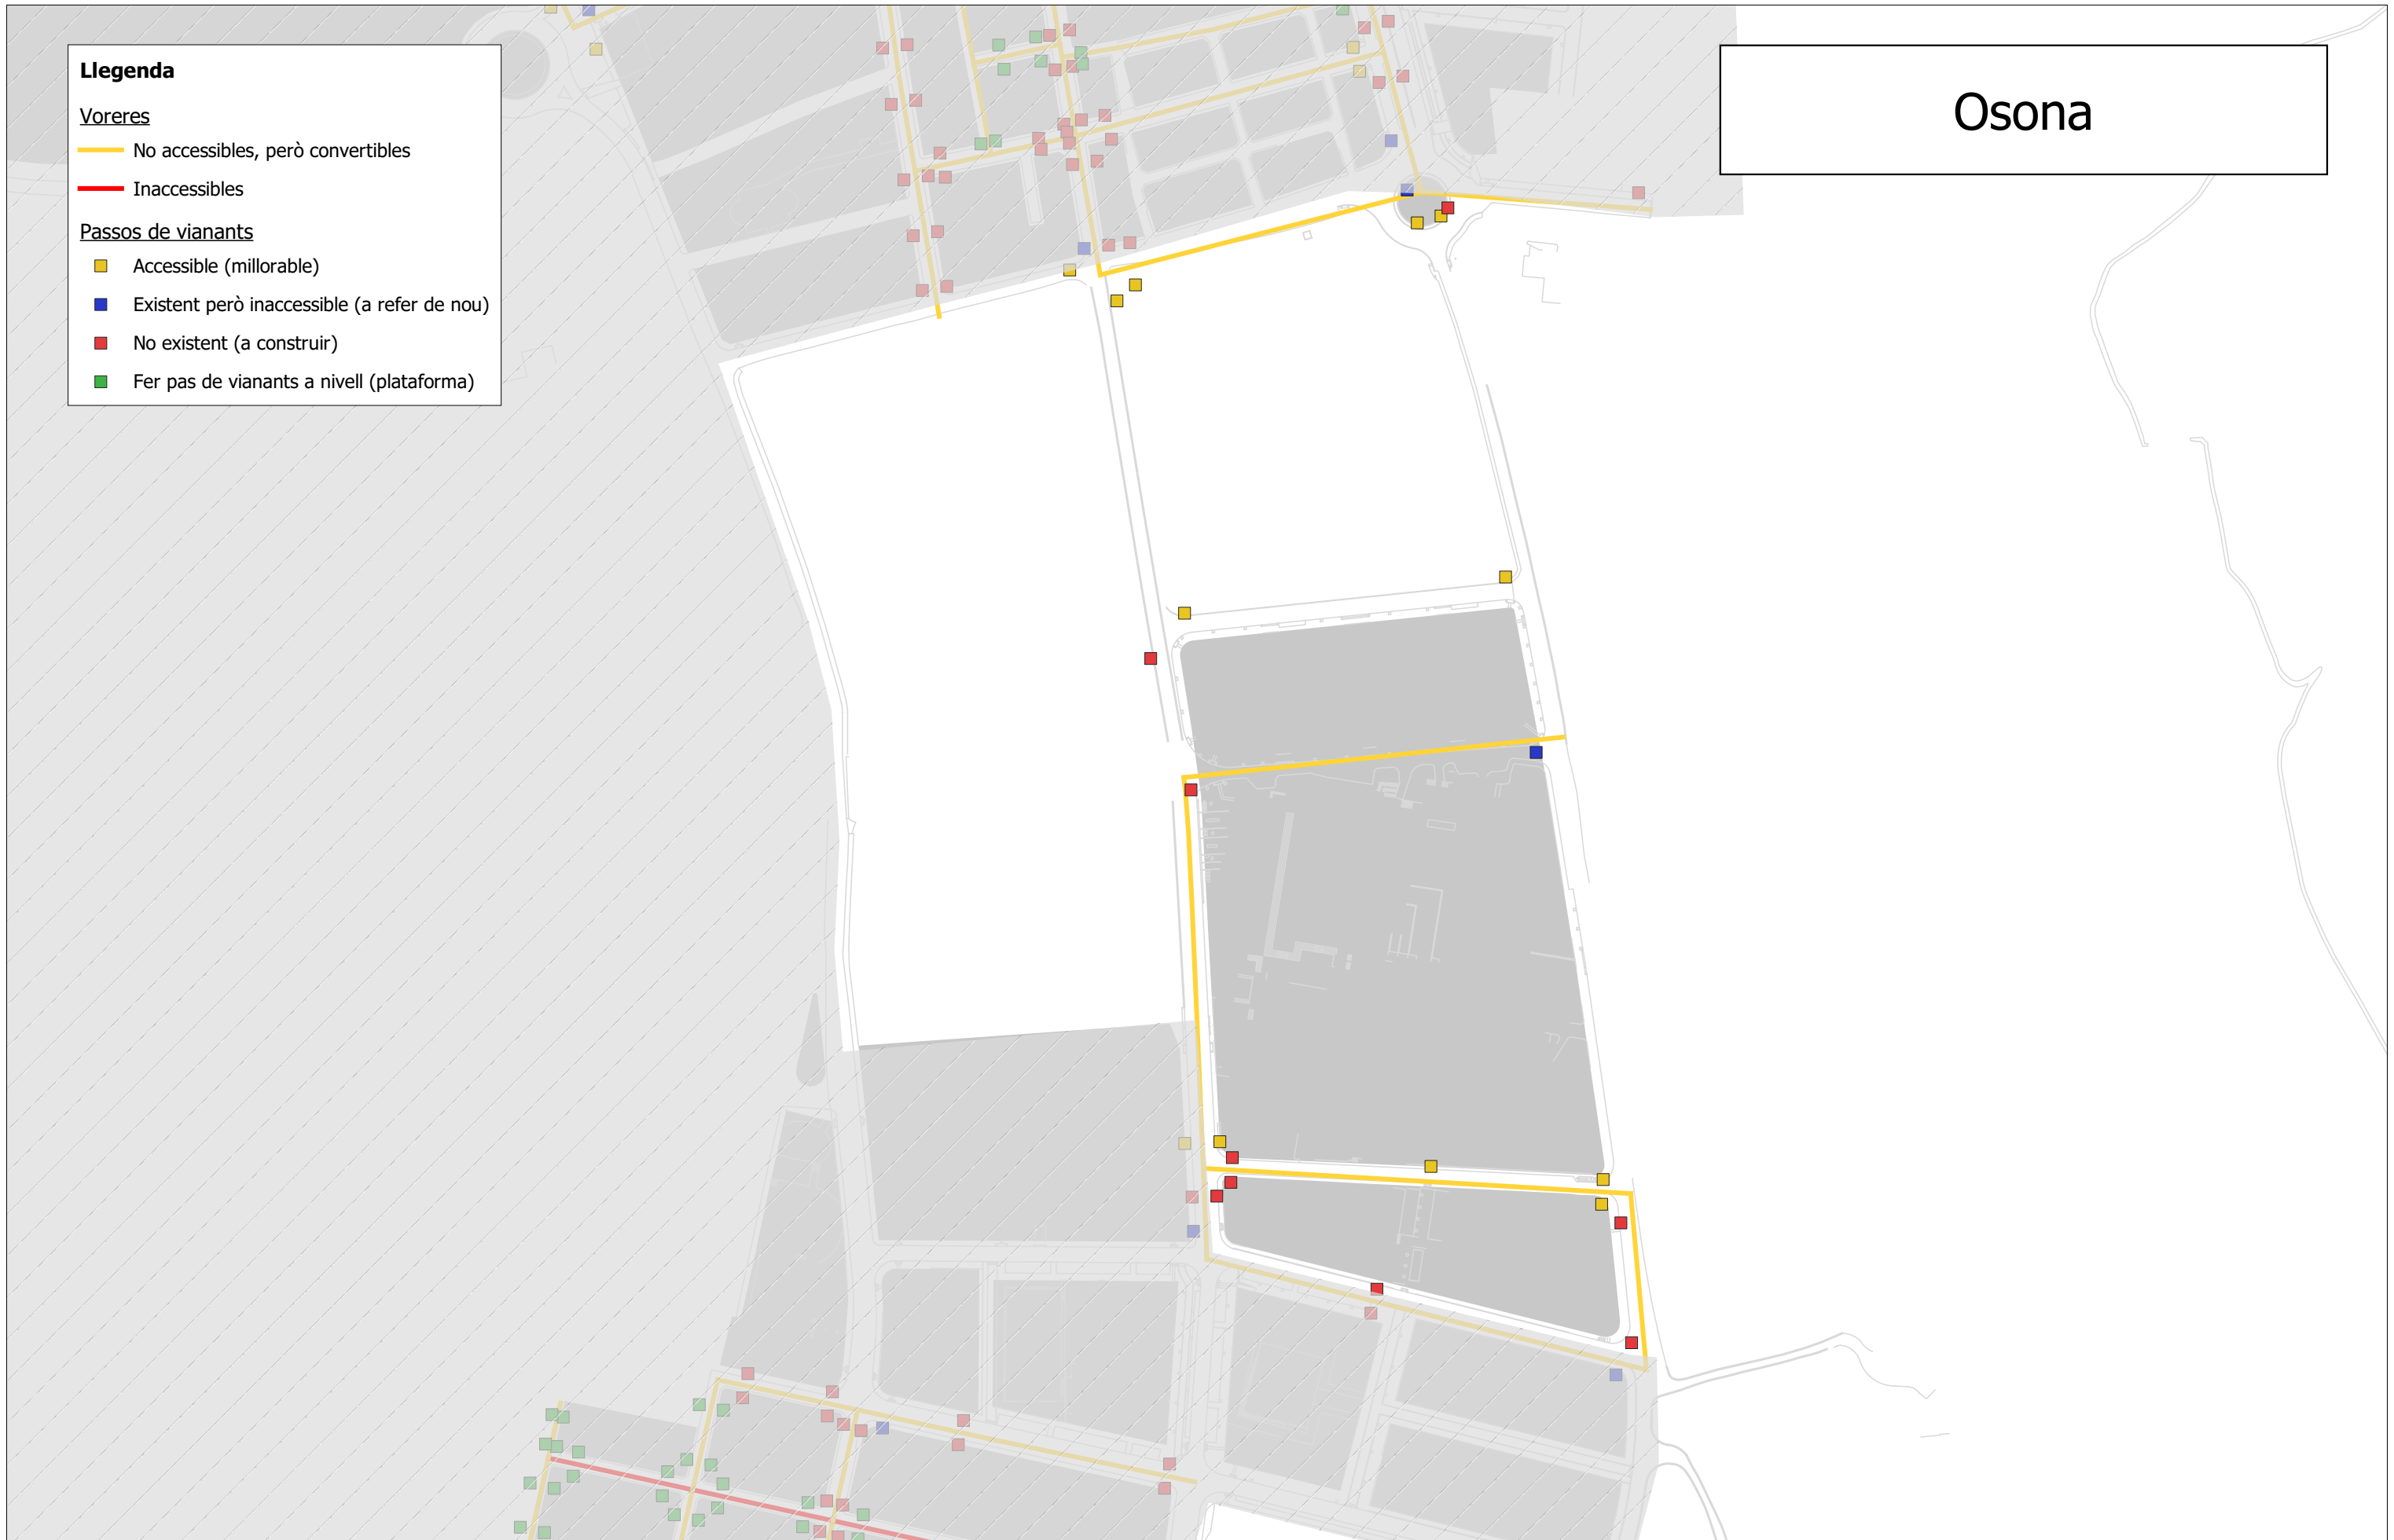 Llegenda
Voreres
No accessibles, però convertibles
Inaccessibles
Passos de vianants
Accessible (millorable)
Existent però inaccessible (a refer de nou)
No existent (a construir)
Fer pas de vianants a nivell (plataforma)
Osona